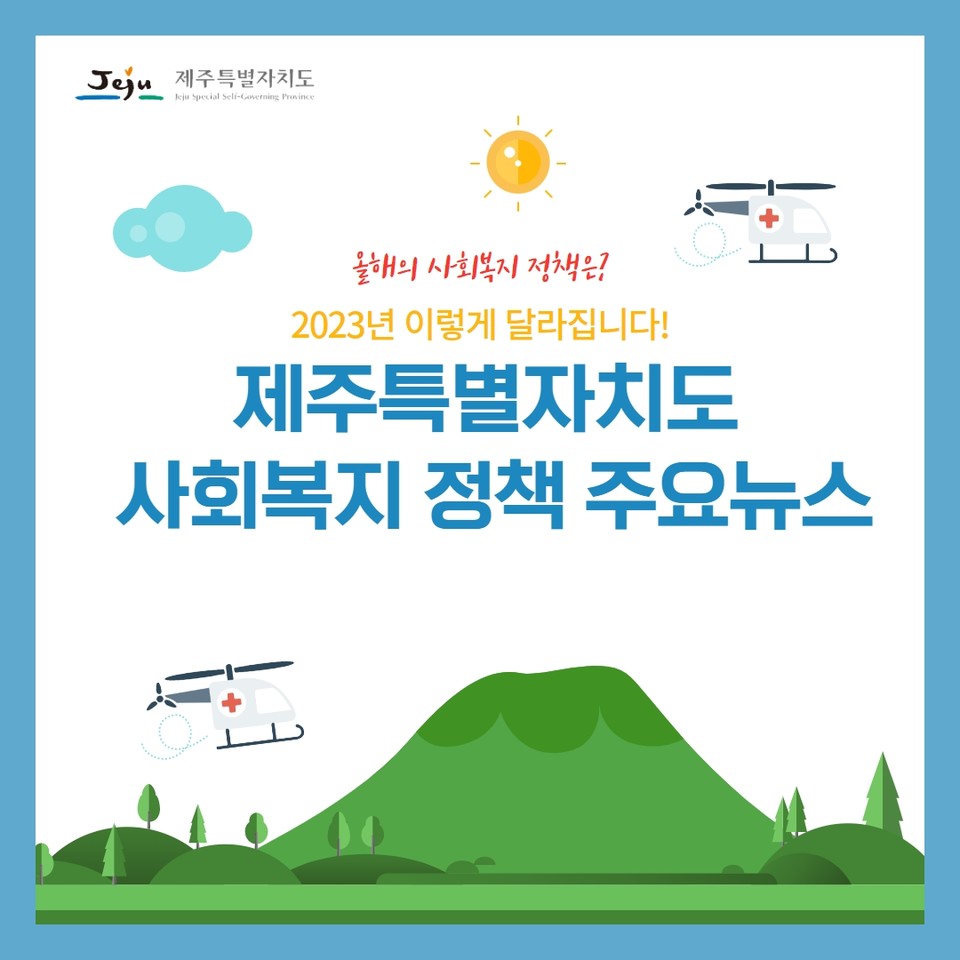 Jeju 제주특별자치도
Jeju Special Self-Governing Province
올해의 사회복지 정책은?
2023년 이렇게 달라집니다!
제주특별자치도
사회복지 정책 주요뉴스